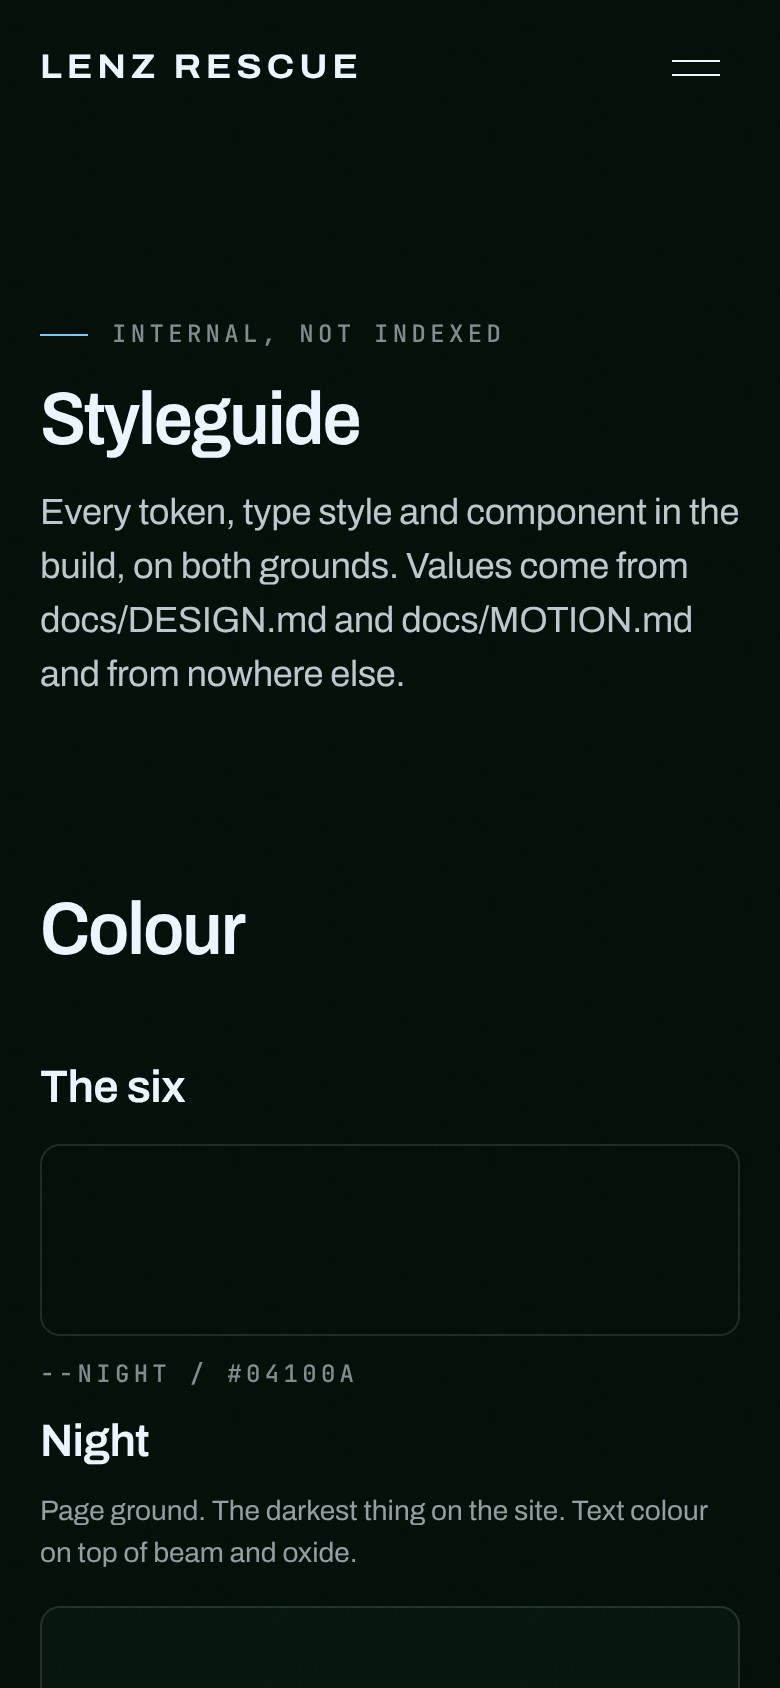 LENZ RESCUE
INTERNAL, NOT INDEXED
Styleguide
Every token, type style and component in the
build, on both grounds. Values come from
docs/DESIGN.md and docs/MOTION.md
and from nowhere else.
Colour
The six
--NIGHT / #04100A
Night
Page ground. The darkest thing on the site. Text colour
on top of beam and oxide.